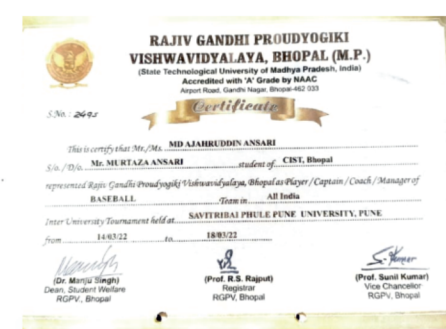 RAJIV GANDHI PROUDYOGIKI
VISHWAVIDYALAYA, BHOPAL (M.P.)
(State Technological University of Madhya Pradesh, India)
Accredited with 'A' Grade by NAAC
Airport Road, Gandhi Nagar, Bhopal-462 033
Certificate
S.No. : 2495
This is certify that Mr./Ms. MD AJAHRUDDIN ANSARI
S/o. / D/o. Mr. MURTAZA ANSARI student of CIST, Bhopal
represented Rajiv Gandhi Proudyogiki Vishwavidyalaya, Bhopal as Player / Captain / Coach / Manager of
BASEBALL Team in All India
Inter University Tournament held at SAVITRIBAI PHULE PUNE UNIVERSITY, PUNE
from 14/03/22 to 18/03/22
(Dr. Manju Singh) (Prof. R.S. Rajput) (Prof. Sunil Kumar)
Dean, Student Welfare Registrar Vice Chancellor
RGPV., Bhopal RGPV, Bhopal RGPV., Bhopal